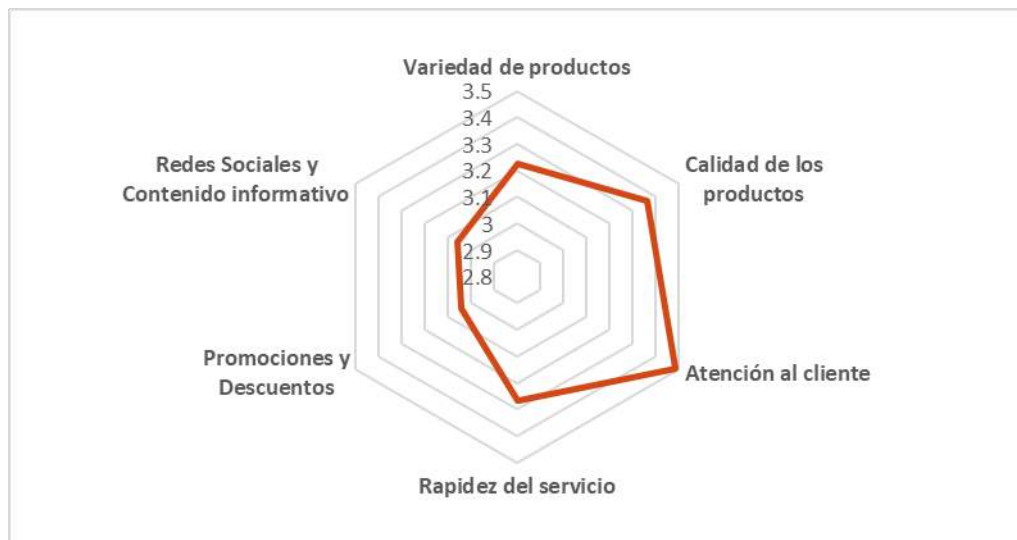 Variedad de productos
3.5
3.4
3.3
3.2
3.1
3
2.9
2.8
Calidad de los
productos
Atención al cliente
Rapidez del servicio
Promociones y
Descuentos
Redes Sociales y
Contenido informativo